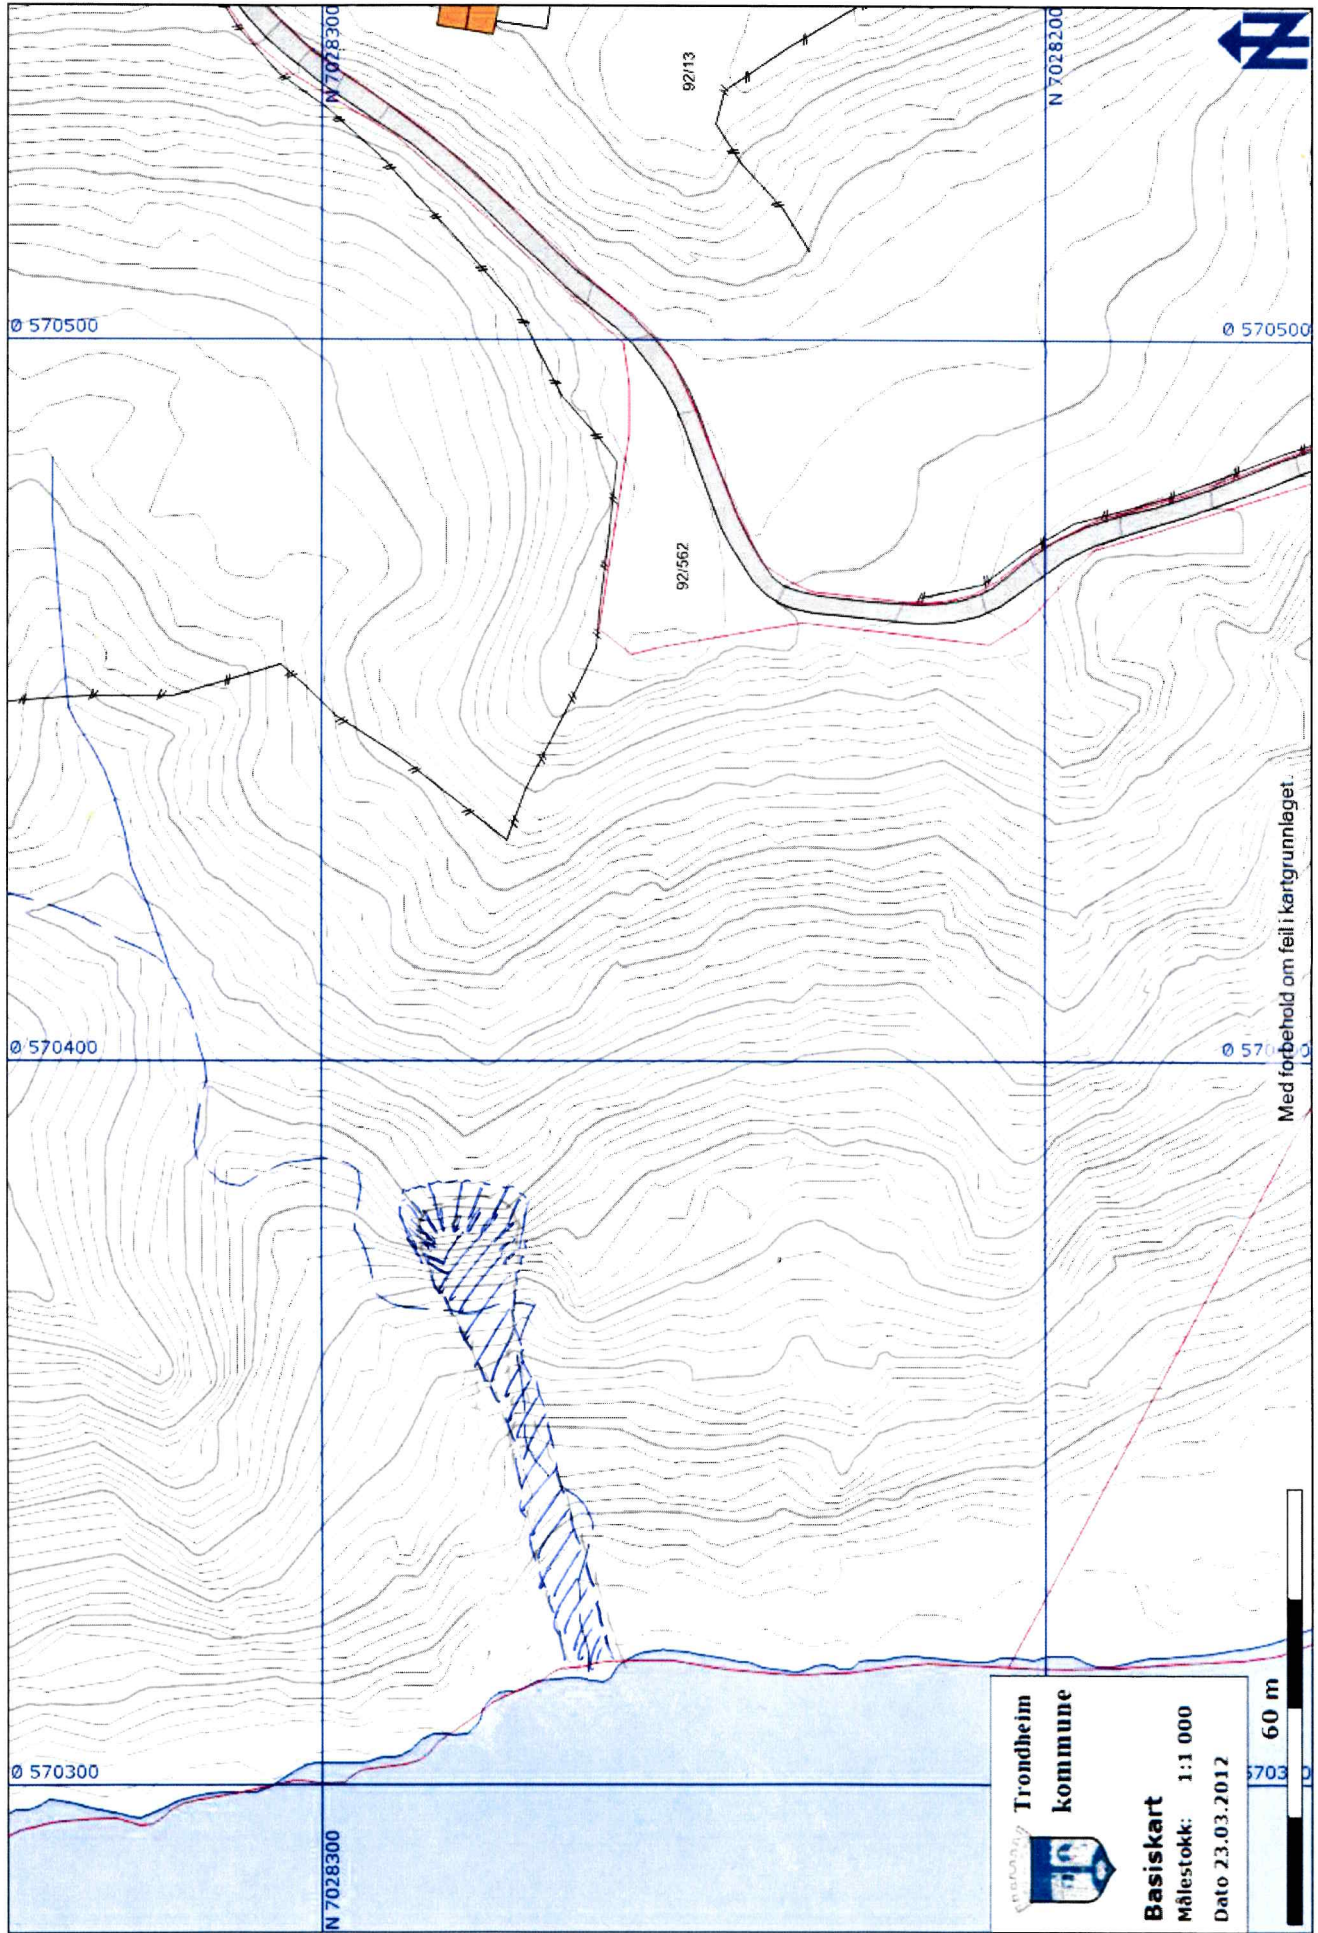 N 7028300
92/13
N 7028200
N
Ø 570500
Ø 570500
92/562
Ø 570400
Ø 570
Med forbehold om feil i kartgrunnlaget.
Ø 570300
N 7028300
Trondheim
kommune
Basiskart
Målestokk: 1:1 000
Dato 23.03.2012
60 m